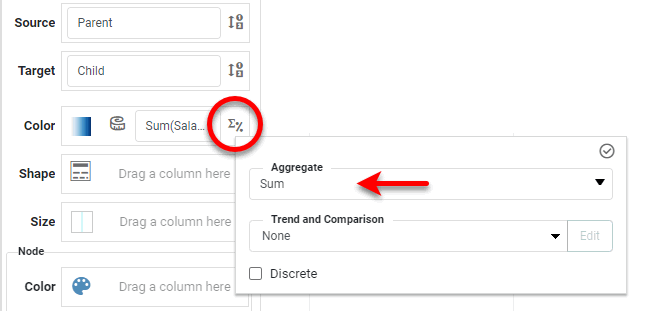 Source
Parent
Target
Child
Color
Sum(Sala...
Σ%
Aggregate
Sum
Shape
Drag a column here
Trend and Comparison
None
Edit
Size
Drag a column here
Node
Discrete
Color
Drag a column here